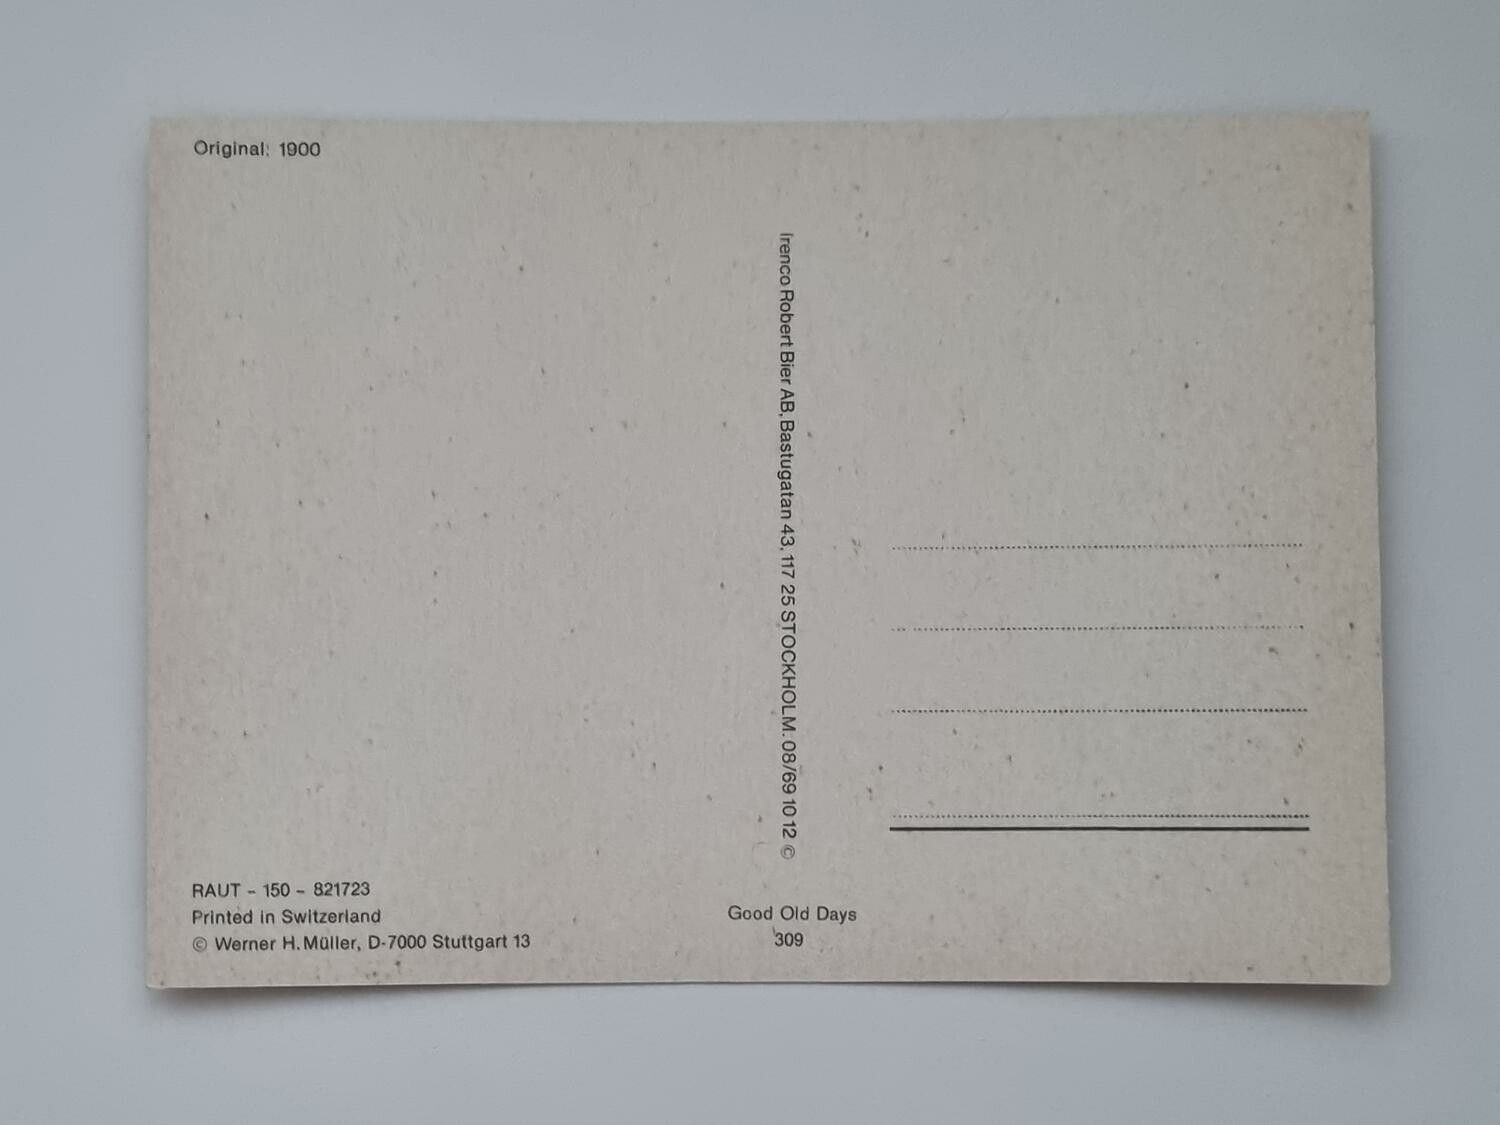 Original: 1900
Irenco Robert Bier AB, Bastugatan 43, 117 25 STOCKHOLM. 08/69 10 12 ©
RAUT - 150 - 821723
Printed in Switzerland
© Werner H. Müller, D-7000 Stuttgart 13
Good Old Days
309